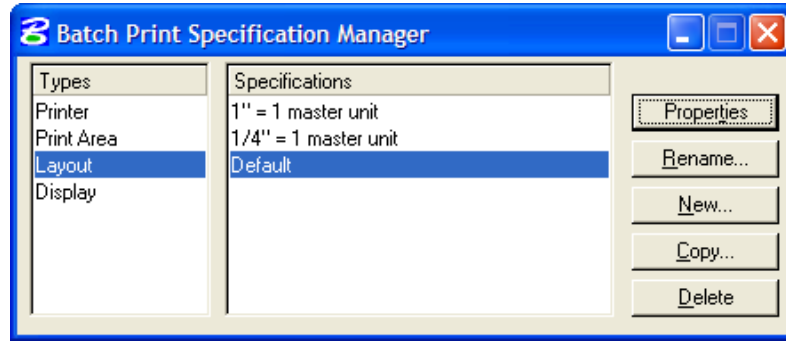 Batch Print Specification Manager
Types
Specifications
Printer
1" = 1 master unit
Print Area
1/4" = 1 master unit
Layout
Default
Display
Properties
Rename...
New...
Copy...
Delete